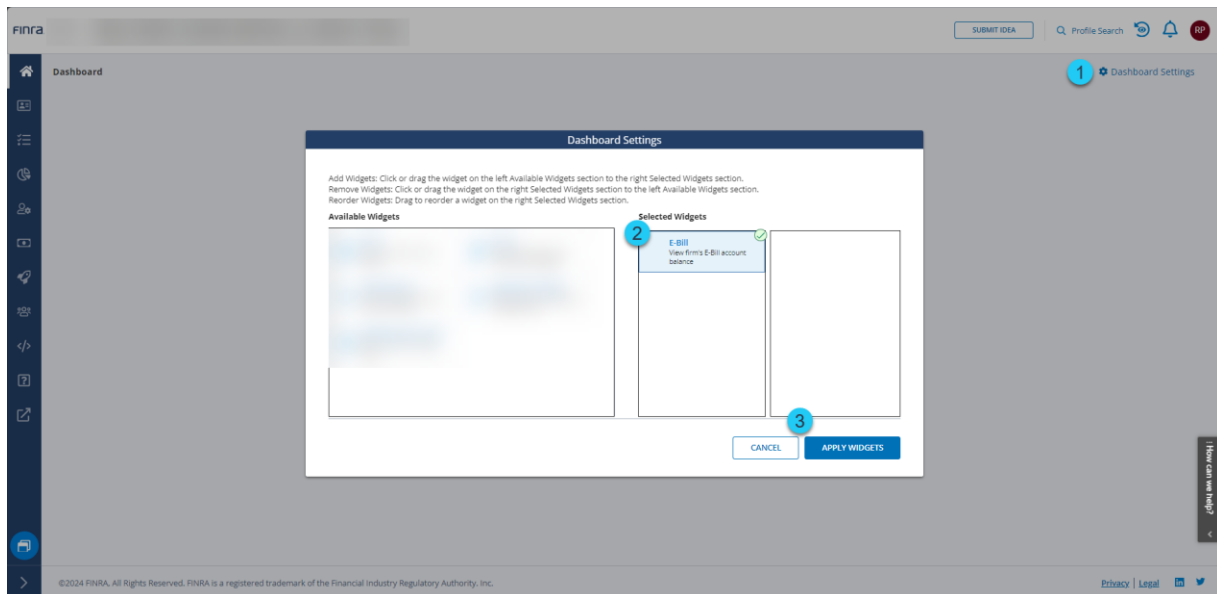 FINRA
SUBMIT IDEA
Profile Search
RP
Dashboard
1
Dashboard Settings
Dashboard Settings
Add Widgets: Click or drag the widget on the left Available Widgets section to the right Selected Widgets section.
Remove Widgets: Click or drag the widget on the right Selected Widgets section to the left Available Widgets section.
Reorder Widgets: Drag to reorder a widget on the right Selected Widgets section.
Available Widgets
Selected Widgets
2
E-Bill
View firm's E-Bill account
balance
3
CANCEL
APPLY WIDGETS
How can we help?
©2024 FINRA. All Rights Reserved. FINRA is a registered trademark of the Financial Industry Regulatory Authority, Inc.
Privacy | Legal